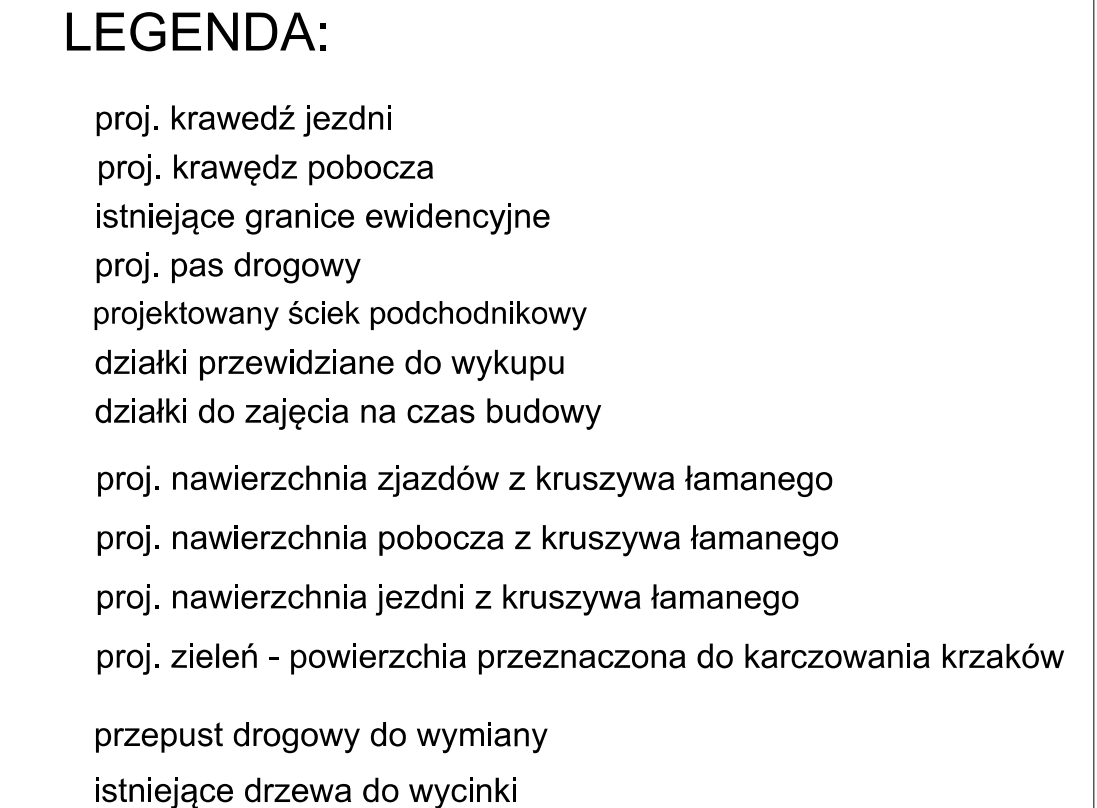 LEGENDA:
proj. krawedź jezdni
proj. krawędz pobocza
istniejące granice ewidencyjne
proj. pas drogowy
projektowany ściek podchodnikowy
działki przewidziane do wykupu
działki do zajęcia na czas budowy
proj. nawierzchnia zjazdów z kruszywa łamanego
proj. nawierzchnia pobocza z kruszywa łamanego
proj. nawierzchnia jezdni z kruszywa łamanego
proj. zieleń - powierzchia przeznaczona do karczowania krzaków
przepust drogowy do wymiany
istniejące drzewa do wycinki